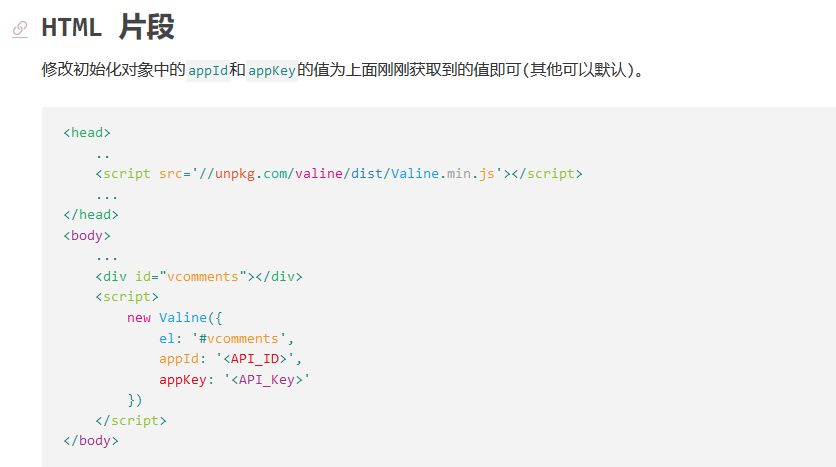 HTML 片段
修改初始化对象中的appId和appKey的值为上面刚刚获取到的值即可(其他可以默认)。
<head>
    ..
    <script src='//unpkg.com/valine/dist/Valine.min.js'></script>
    ...
</head>
<body>
    ...
    <div id="vcomments"></div>
    <script>
        new Valine({
            el: '#vcomments',
            appId: '<API_ID>',
            appKey: '<API_Key>'
        })
    </script>
</body>